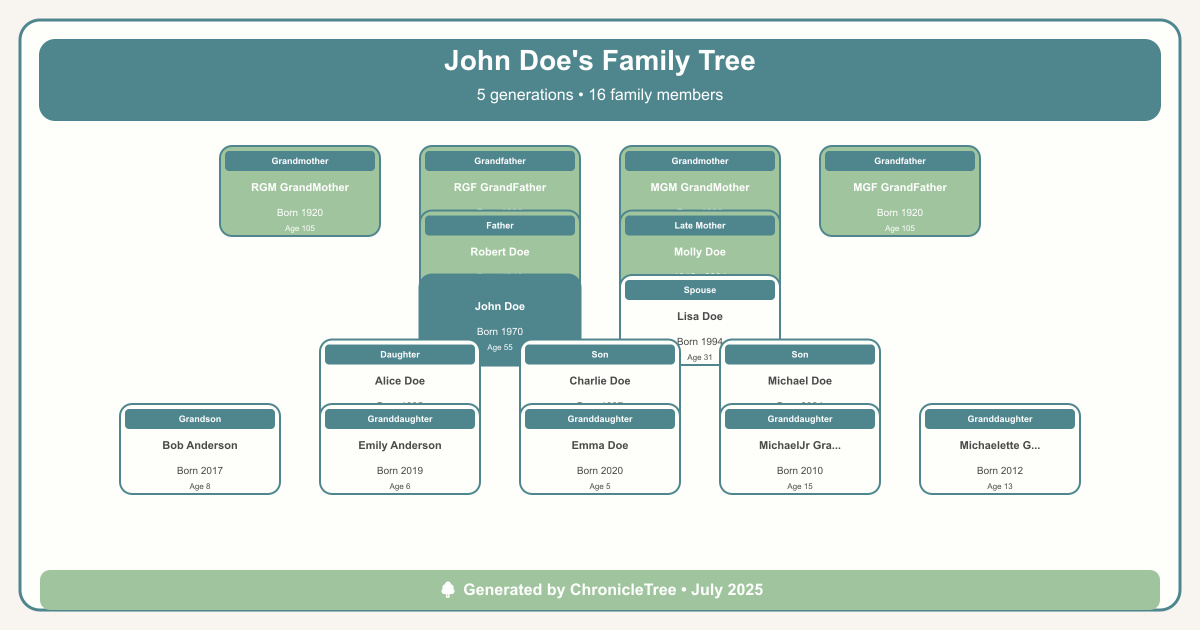 John Doe's Family Tree
5 generations • 16 family members
Grandmother
RGM GrandMother
Born 1920
Age 105
Grandfather
RGF GrandFather
Grandmother
MGM GrandMother
Grandfather
MGF GrandFather
Born 1920
Age 105
Father
Robert Doe
Late Mother
Molly Doe
John Doe
Born 1970
Age 55
Spouse
Lisa Doe
Born 1994
Age 31
Daughter
Alice Doe
Son
Charlie Doe
Son
Michael Doe
Grandson
Bob Anderson
Born 2017
Age 8
Granddaughter
Emily Anderson
Born 2019
Age 6
Granddaughter
Emma Doe
Born 2020
Age 5
Granddaughter
MichaelJr Gra...
Born 2010
Age 15
Granddaughter
Michaelette G...
Born 2012
Age 13
Generated by ChronicleTree • July 2025